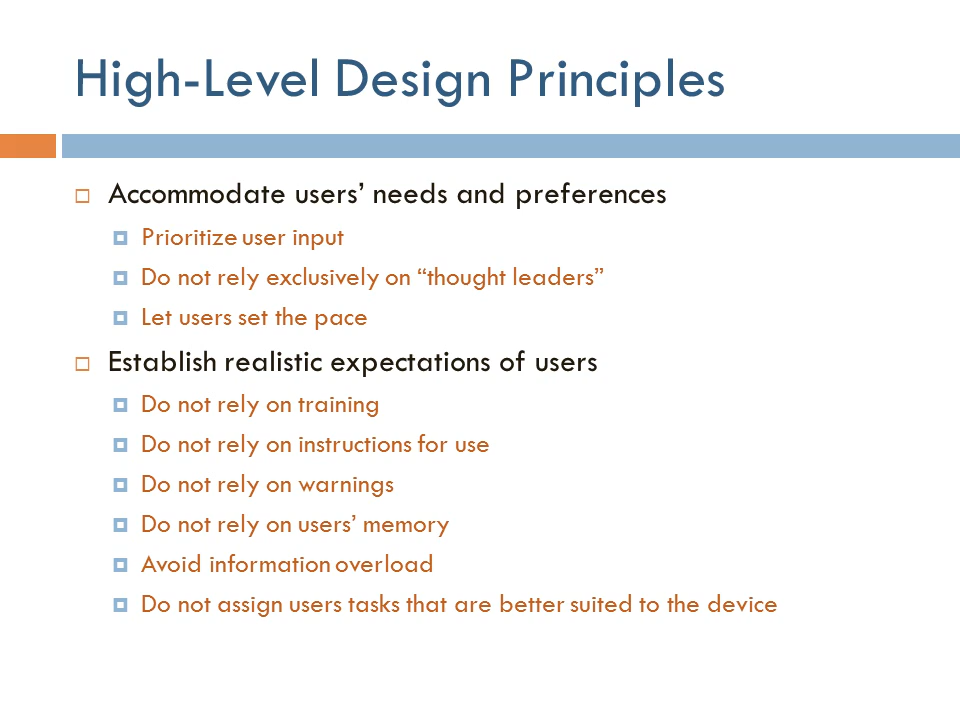 High-Level Design Principles
Accommodate users’ needs and preferences
Prioritize user input
Do not rely exclusively on “thought leaders”
Let users set the pace
Establish realistic expectations of users
Do not rely on training
Do not rely on instructions for use
Do not rely on warnings
Do not rely on users’ memory
Avoid information overload
Do not assign users tasks that are better suited to the device